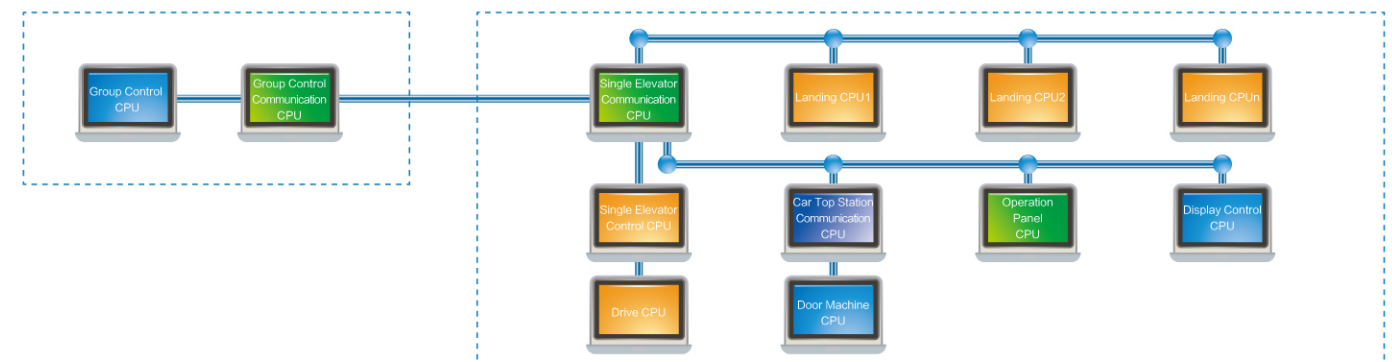 Group Control
CPU
Group Control
Communication
CPU
Single Elevator
Communication
CPU
Landing CPU1
Landing CPU2
Landing CPUn
Single Elevator
Control CPU
Car Top Station
Communication
CPU
Operation
Panel
CPU
Display Control
CPU
Drive CPU
Door Machine
CPU